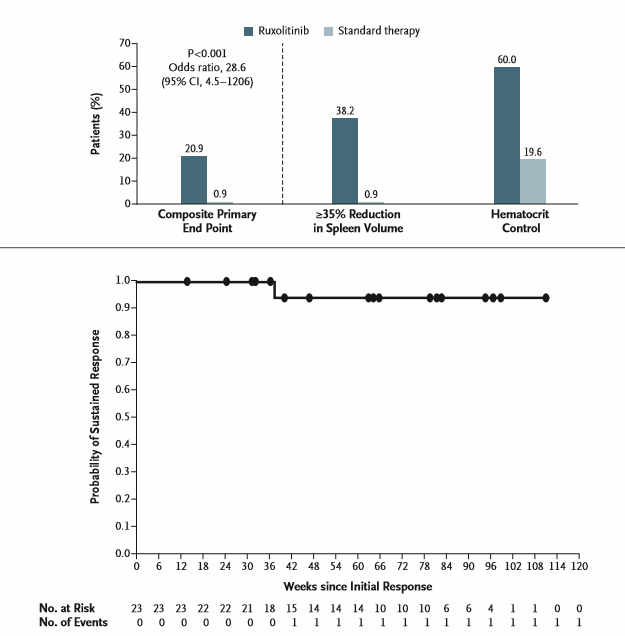 Ruxolitinib Standard therapy
P<0.001
Odds ratio, 28.6
(95% CI, 4.5–1206)
Patients (%)
70
60
50
40
30
20
10
0
20.9
0.9
38.2
0.9
60.0
19.6
Composite Primary
End Point
≥35% Reduction
in Spleen Volume
Hematocrit
Control
Probability of Sustained Response
1.0
0.9
0.8
0.7
0.6
0.5
0.4
0.3
0.2
0.1
0.0
0 6 12 18 24 30 36 42 48 54 60 66 72 78 84 90 96 102 108 114 120
Weeks since Initial Response
No. at Risk 23 23 23 22 22 21 18 15 14 14 14 10 10 10 6 6 4 1 1 0 0
No. of Events 0 0 0 0 0 0 0 1 1 1 1 1 1 1 1 1 1 1 1 1 1